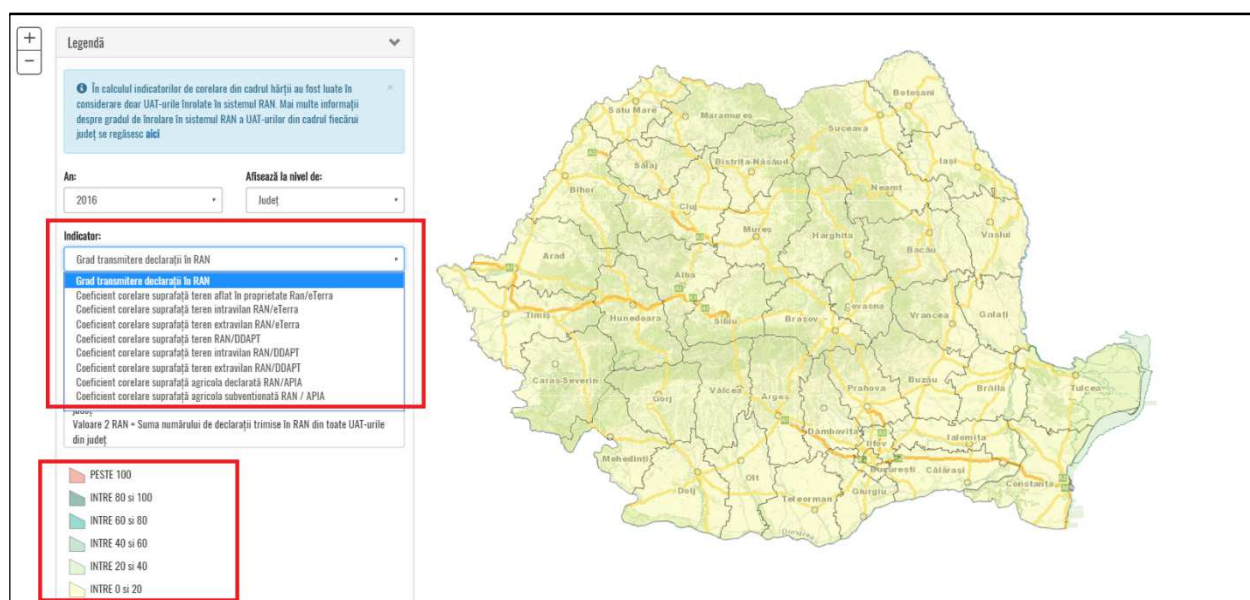 +
−
Legendă
În calculul indicatorilor de corelare din cadrul hărții au fost luate în
considerare doar UAT-urile înrolate în sistemul RAN. Mai multe informații
despre gradul de înrolare în sistemul RAN a UAT-urilor din cadrul fiecărui
județ se regăsesc aici
×
An:
Afisează la nivel de:
2016
Județ
Indicator:
Grad transmitere declarații în RAN
Grad transmitere declarații în RAN
Coeficient corelare suprafață teren aflat în proprietate Ran/eTerra
Coeficient corelare suprafață teren intravilan RAN/eTerra
Coeficient corelare suprafață teren extravilan RAN/eTerra
Coeficient corelare suprafață teren RAN/DDAPT
Coeficient corelare suprafață teren intravilan RAN/DDAPT
Coeficient corelare suprafață teren extravilan RAN/DDAPT
Coeficient corelare suprafață agricola declarată RAN/APIA
Coeficient corelare suprafață agricola subventionată RAN / APIA
județ
Valoare 2 RAN = Suma numărului de declarații trimise în RAN din toate UAT-urile
din județ
PESTE 100
INTRE 80 si 100
INTRE 60 si 80
INTRE 40 si 60
INTRE 20 si 40
INTRE 0 si 20
Botoșani
Satu Mare
Maramureș
Suceava
Iași
Sălaj
Bistrița-Năsăud
Bihor
Neamț
Cluj
Mureș
Harghita
Vaslui
Bacău
Arad
Alba
Timiș
Hunedoara
Sibiu
Brașov
Covasna
Vrancea
Galați
Caraș-Severin
Gorj
Vâlcea
Argeș
Prahova
Buzău
Brăila
Tulcea
Dâmbovița
Ilfov
Ialomița
Mehedinți
Olt
București
Călărași
Constanța
Dolj
Teleorman
Giurgiu